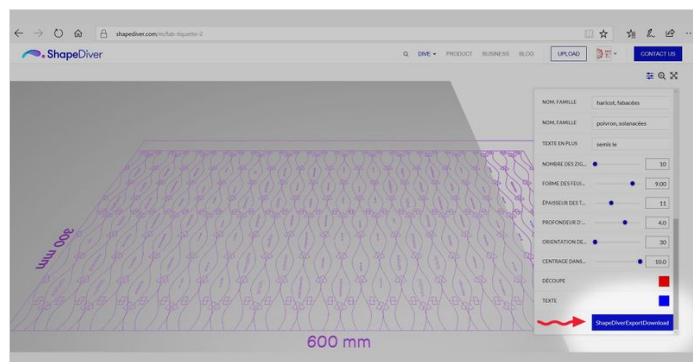 shapediver.com/m/lab-tiquette-2
ShapeDiver
DIVE
PRODUCT
BUSINESS
BLOG
UPLOAD
CONTACT US
NOM, FAMILLE
haricot, fabacées
NOM, FAMILLE
poivron, solanacées
TEXTE EN PLUS
semis le
NOMBRE DES ZIG...
10
FORME DES FEUI...
9.00
ÉPAISSEUR DES T...
11
PROFONDEUR D'...
4.0
ORIENTATION DE...
30
CENTRAGE DANS...
10.0
DÉCOUPE
TEXTE
ShapeDiverExportDownload
300 mm
600 mm